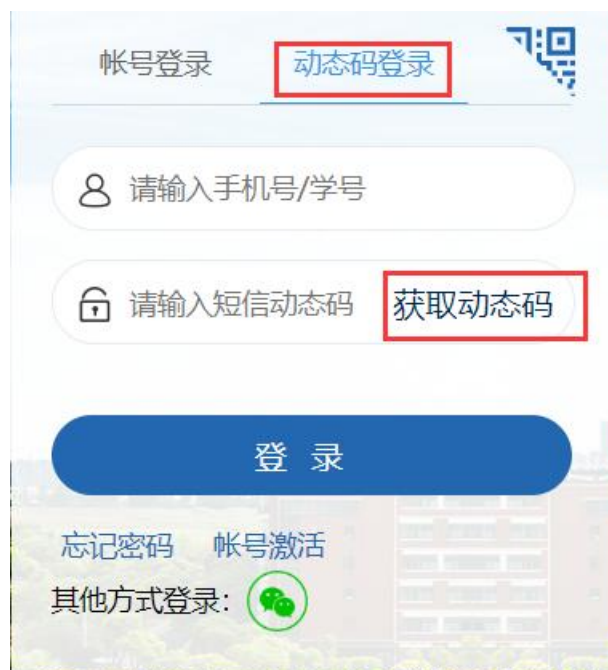 帐号登录 动态码登录
请输入手机号/学号
请输入短信动态码 获取动态码
登 录
忘记密码 帐号激活
其他方式登录: